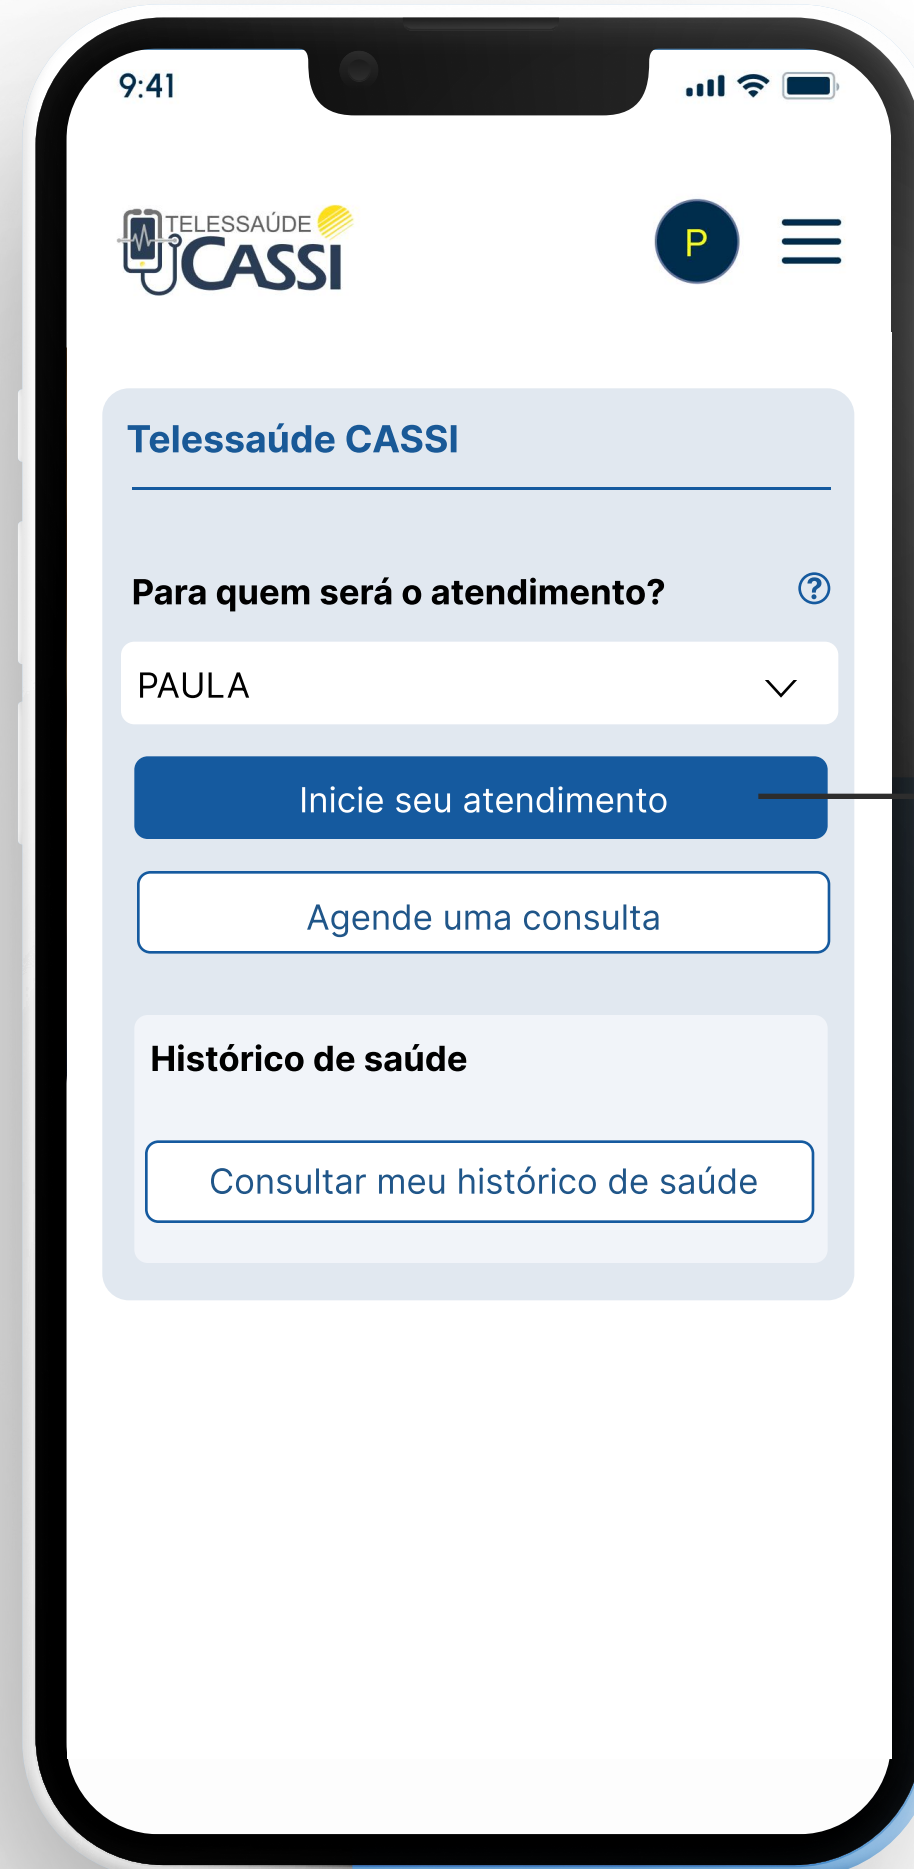 9:41
TELESSAÚDE
CASSI
P
Telessaúde CASSI
Para quem será o atendimento?
?
PAULA
Inicie seu atendimento
Agende uma consulta
Histórico de saúde
Consultar meu histórico de saúde